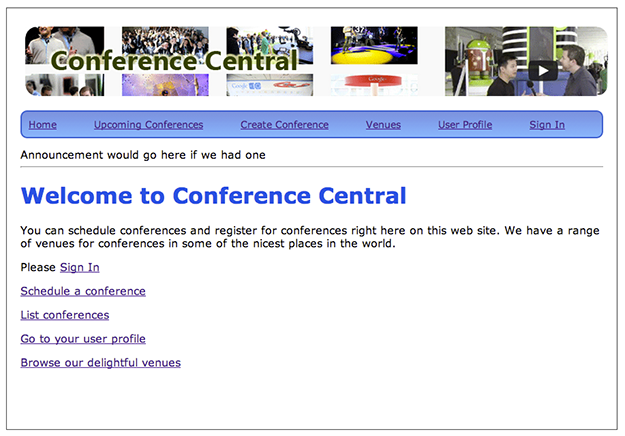 Conference Central
Google
Home Upcoming Conferences Create Conference Venues User Profile Sign In
Announcement would go here if we had one
Welcome to Conference Central
You can schedule conferences and register for conferences right here on this web site. We have a range
of venues for conferences in some of the nicest places in the world.
Please Sign In
Schedule a conference
List conferences
Go to your user profile
Browse our delightful venues